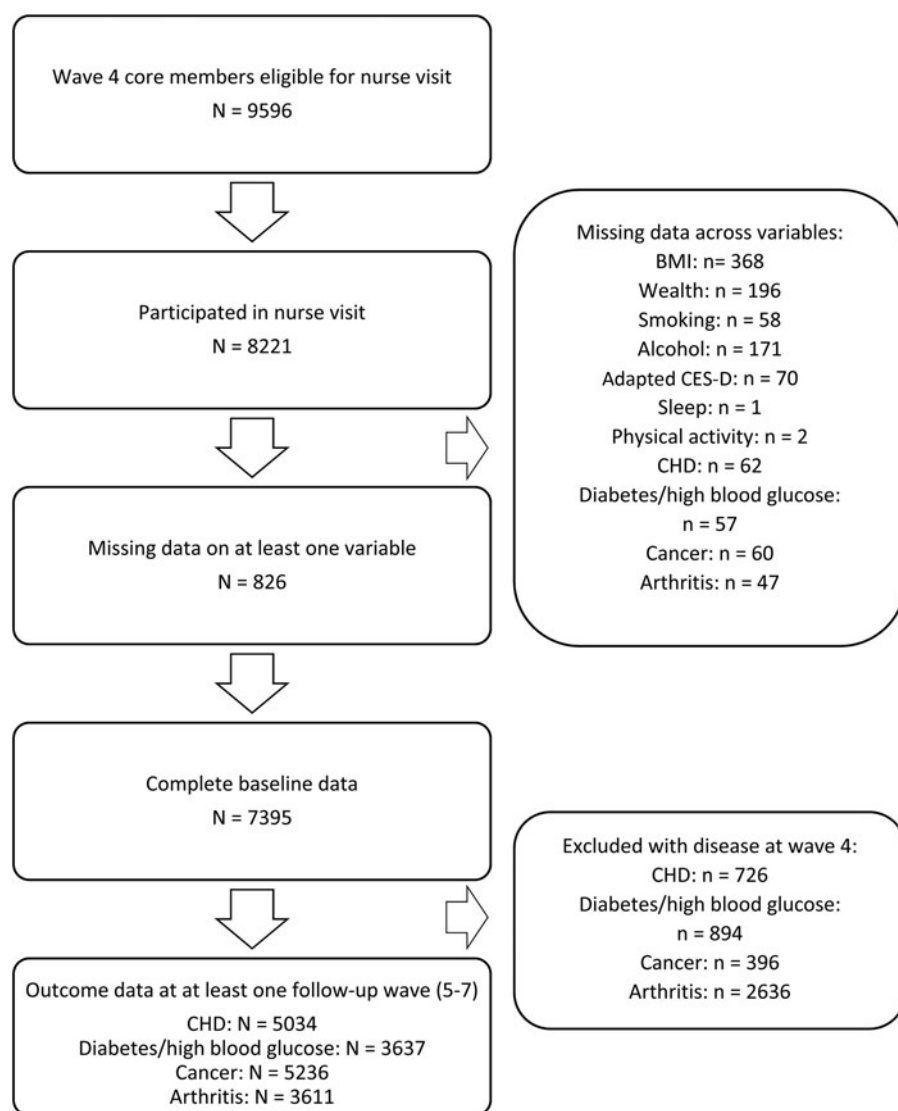 Wave 4 core members eligible for nurse visit
N = 9596
Participated in nurse visit
N = 8221
Missing data across variables:
BMI: n= 368
Wealth: n = 196
Smoking: n = 58
Alcohol: n = 171
Adapted CES-D: n = 70
Sleep: n = 1
Physical activity: n = 2
CHD: n = 62
Diabetes/high blood glucose:
n = 57
Cancer: n = 60
Arthritis: n = 47
Missing data on at least one variable
N = 826
Complete baseline data
N = 7395
Excluded with disease at wave 4:
CHD: n = 726
Diabetes/high blood glucose:
n = 894
Cancer: n = 396
Arthritis: n = 2636
Outcome data at at least one follow-up wave (5-7)
CHD: N = 5034
Diabetes/high blood glucose: N = 3637
Cancer: N = 5236
Arthritis: N = 3611